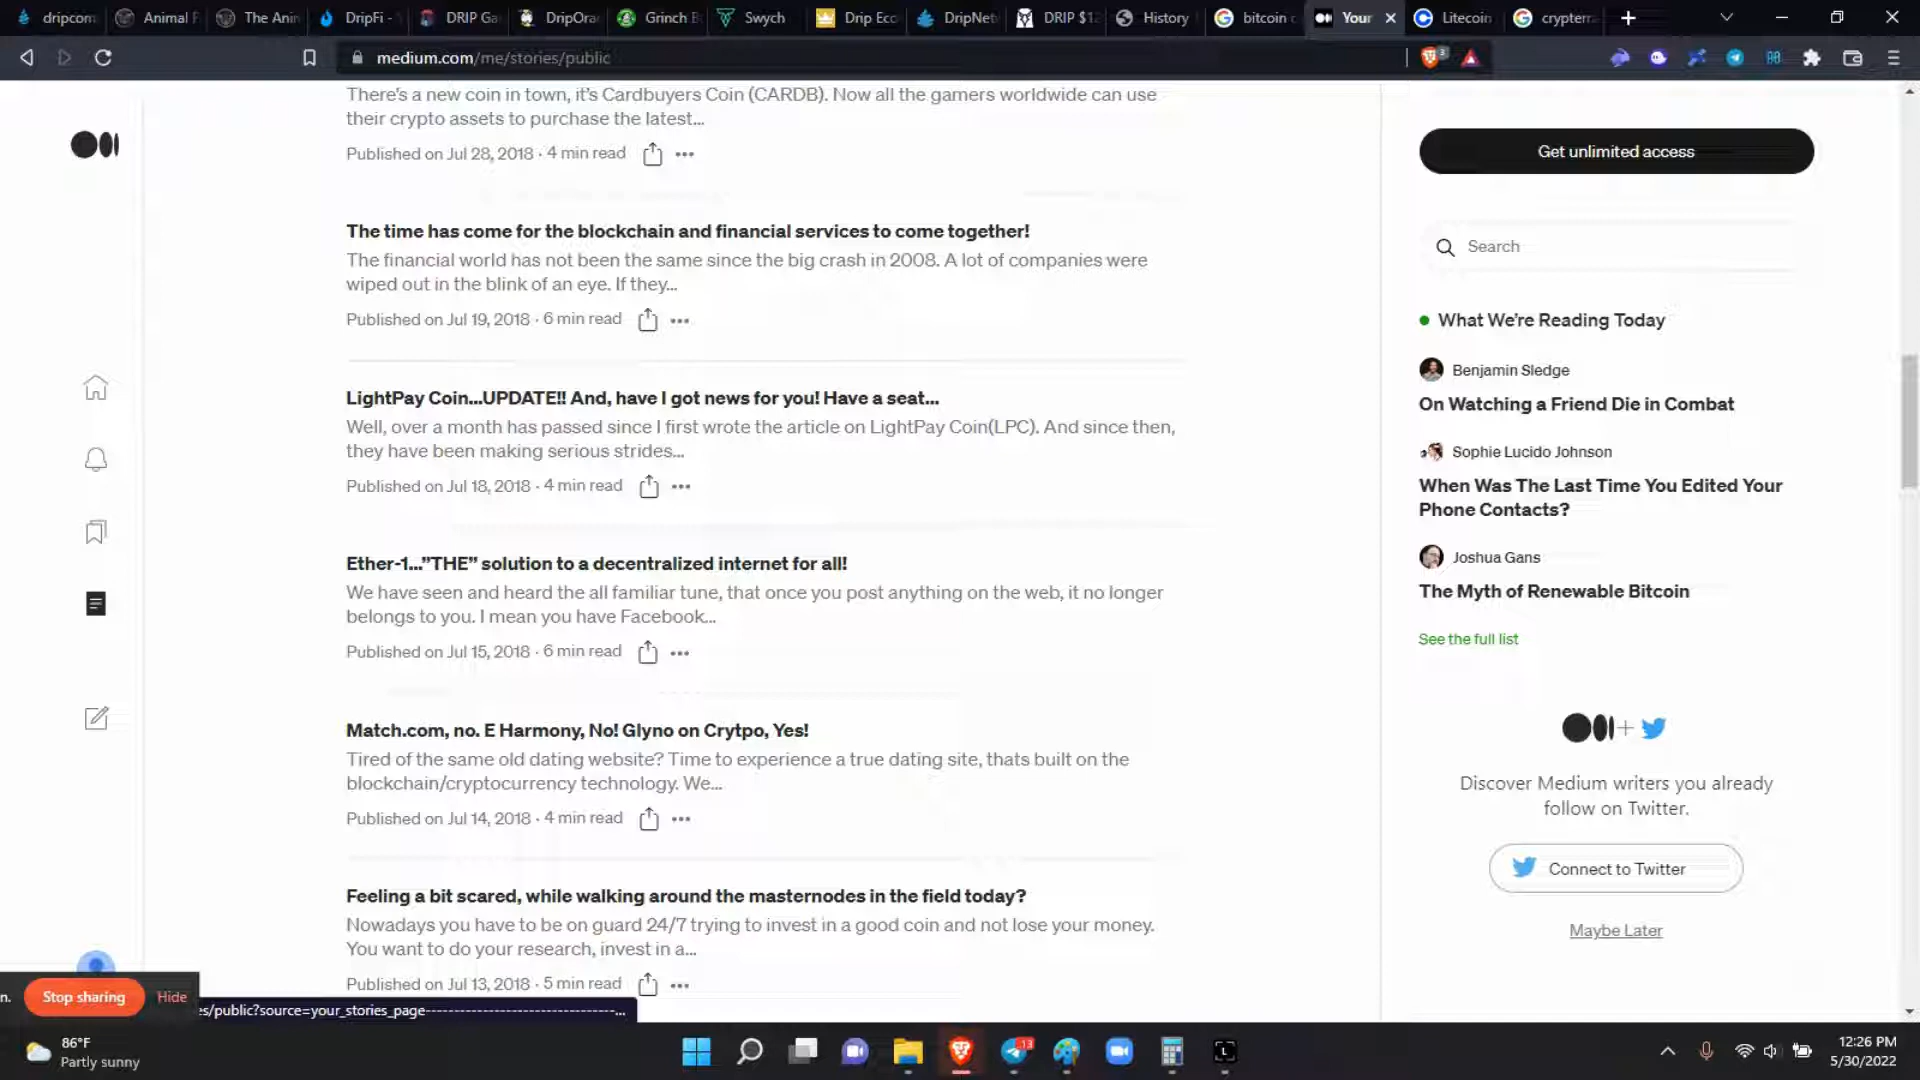 dripcom
Animal F
The Anin
DripFi -
DRIP Ga
DripOra
Grinch B
Swych
Drip Eco
DripNet
DRIP $1
History
bitcoin c
Your
Litecoin
crypterr
medium.com/me/stories/public
3
There's a new coin in town, it's Cardbuyers Coin (CARDB). Now all the gamers worldwide can use
their crypto assets to purchase the latest...
Published on Jul 28, 2018 · 4 min read
The time has come for the blockchain and financial services to come together!
The financial world has not been the same since the big crash in 2008. A lot of companies were
wiped out in the blink of an eye. If they...
Published on Jul 19, 2018 · 6 min read
LightPay Coin...UPDATE!! And, have I got news for you! Have a seat...
Well, over a month has passed since I first wrote the article on LightPay Coin(LPC). And since then,
they have been making serious strides...
Published on Jul 18, 2018 · 4 min read
Ether-1..."THE" solution to a decentralized internet for all!
We have seen and heard the all familiar tune, that once you post anything on the web, it no longer
belongs to you. I mean you have Facebook...
Published on Jul 15, 2018 · 6 min read
Match.com, no. E Harmony, No! Glyno on Crytpo, Yes!
Tired of the same old dating website? Time to experience a true dating site, thats built on the
blockchain/cryptocurrency technology. We...
Published on Jul 14, 2018 · 4 min read
Feeling a bit scared, while walking around the masternodes in the field today?
Nowadays you have to be on guard 24/7 trying to invest in a good coin and not lose your money.
You want to do your research, invest in a...
Published on Jul 13, 2018 · 5 min read
Get unlimited access
Search
What We're Reading Today
Benjamin Sledge
On Watching a Friend Die in Combat
Sophie Lucido Johnson
When Was The Last Time You Edited Your
Phone Contacts?
Joshua Gans
The Myth of Renewable Bitcoin
See the full list
Discover Medium writers you already
follow on Twitter.
Connect to Twitter
Maybe Later
n.
Stop sharing
Hide
es/public?source=your_stories_page--------------------------------...
86°F
Partly sunny
13
L
12:26 PM
5/30/2022